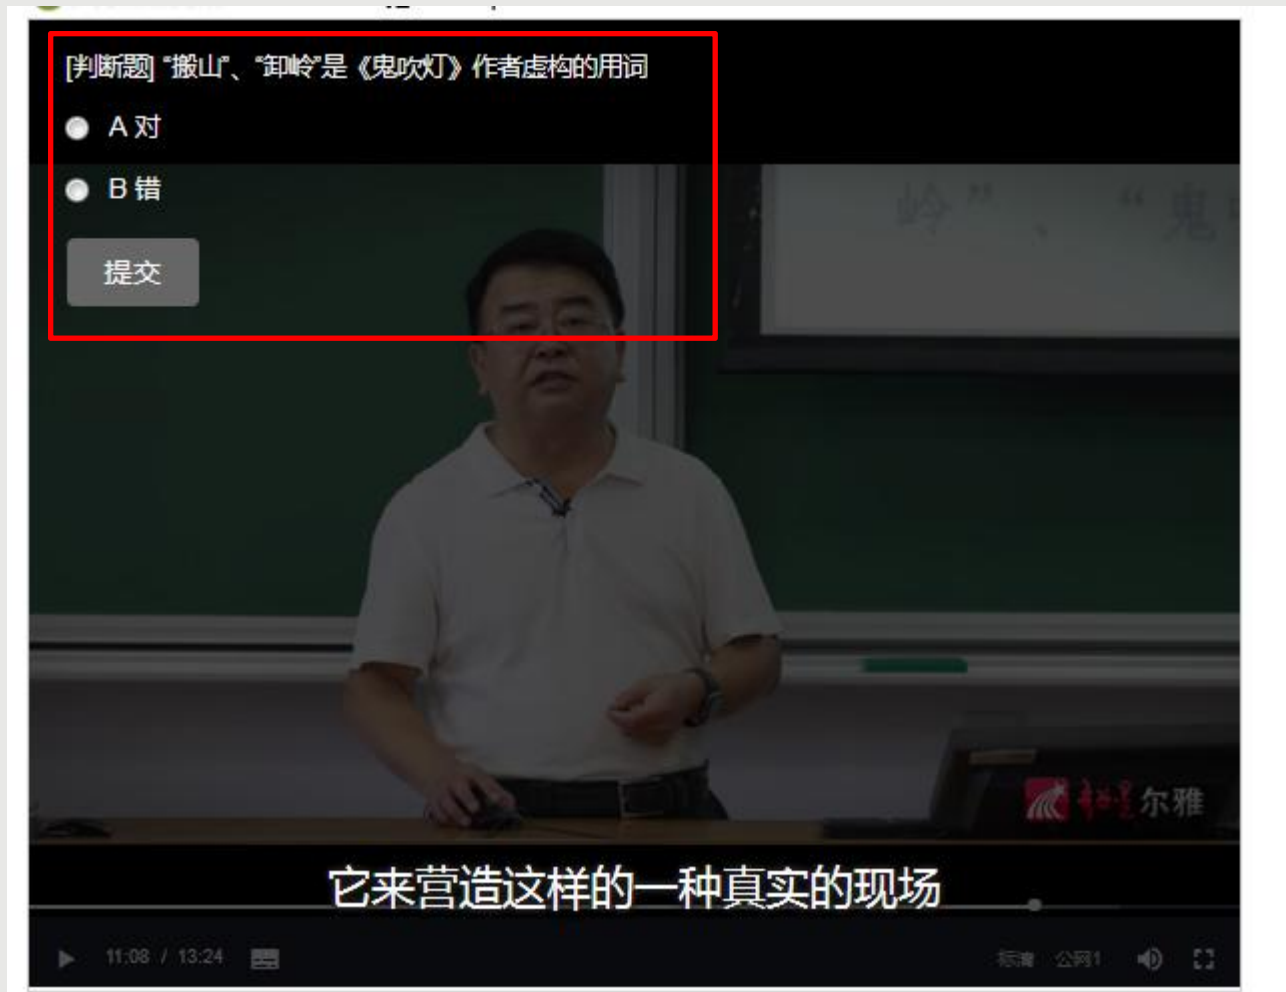 [判断题] “搬山”、“卸岭”是《鬼吹灯》作者虚构的用词
A 对
B 错
岭”、“鬼
提交
尔雅
它来营造这样的一种真实的现场
11:08 / 13:24
标清 公网1